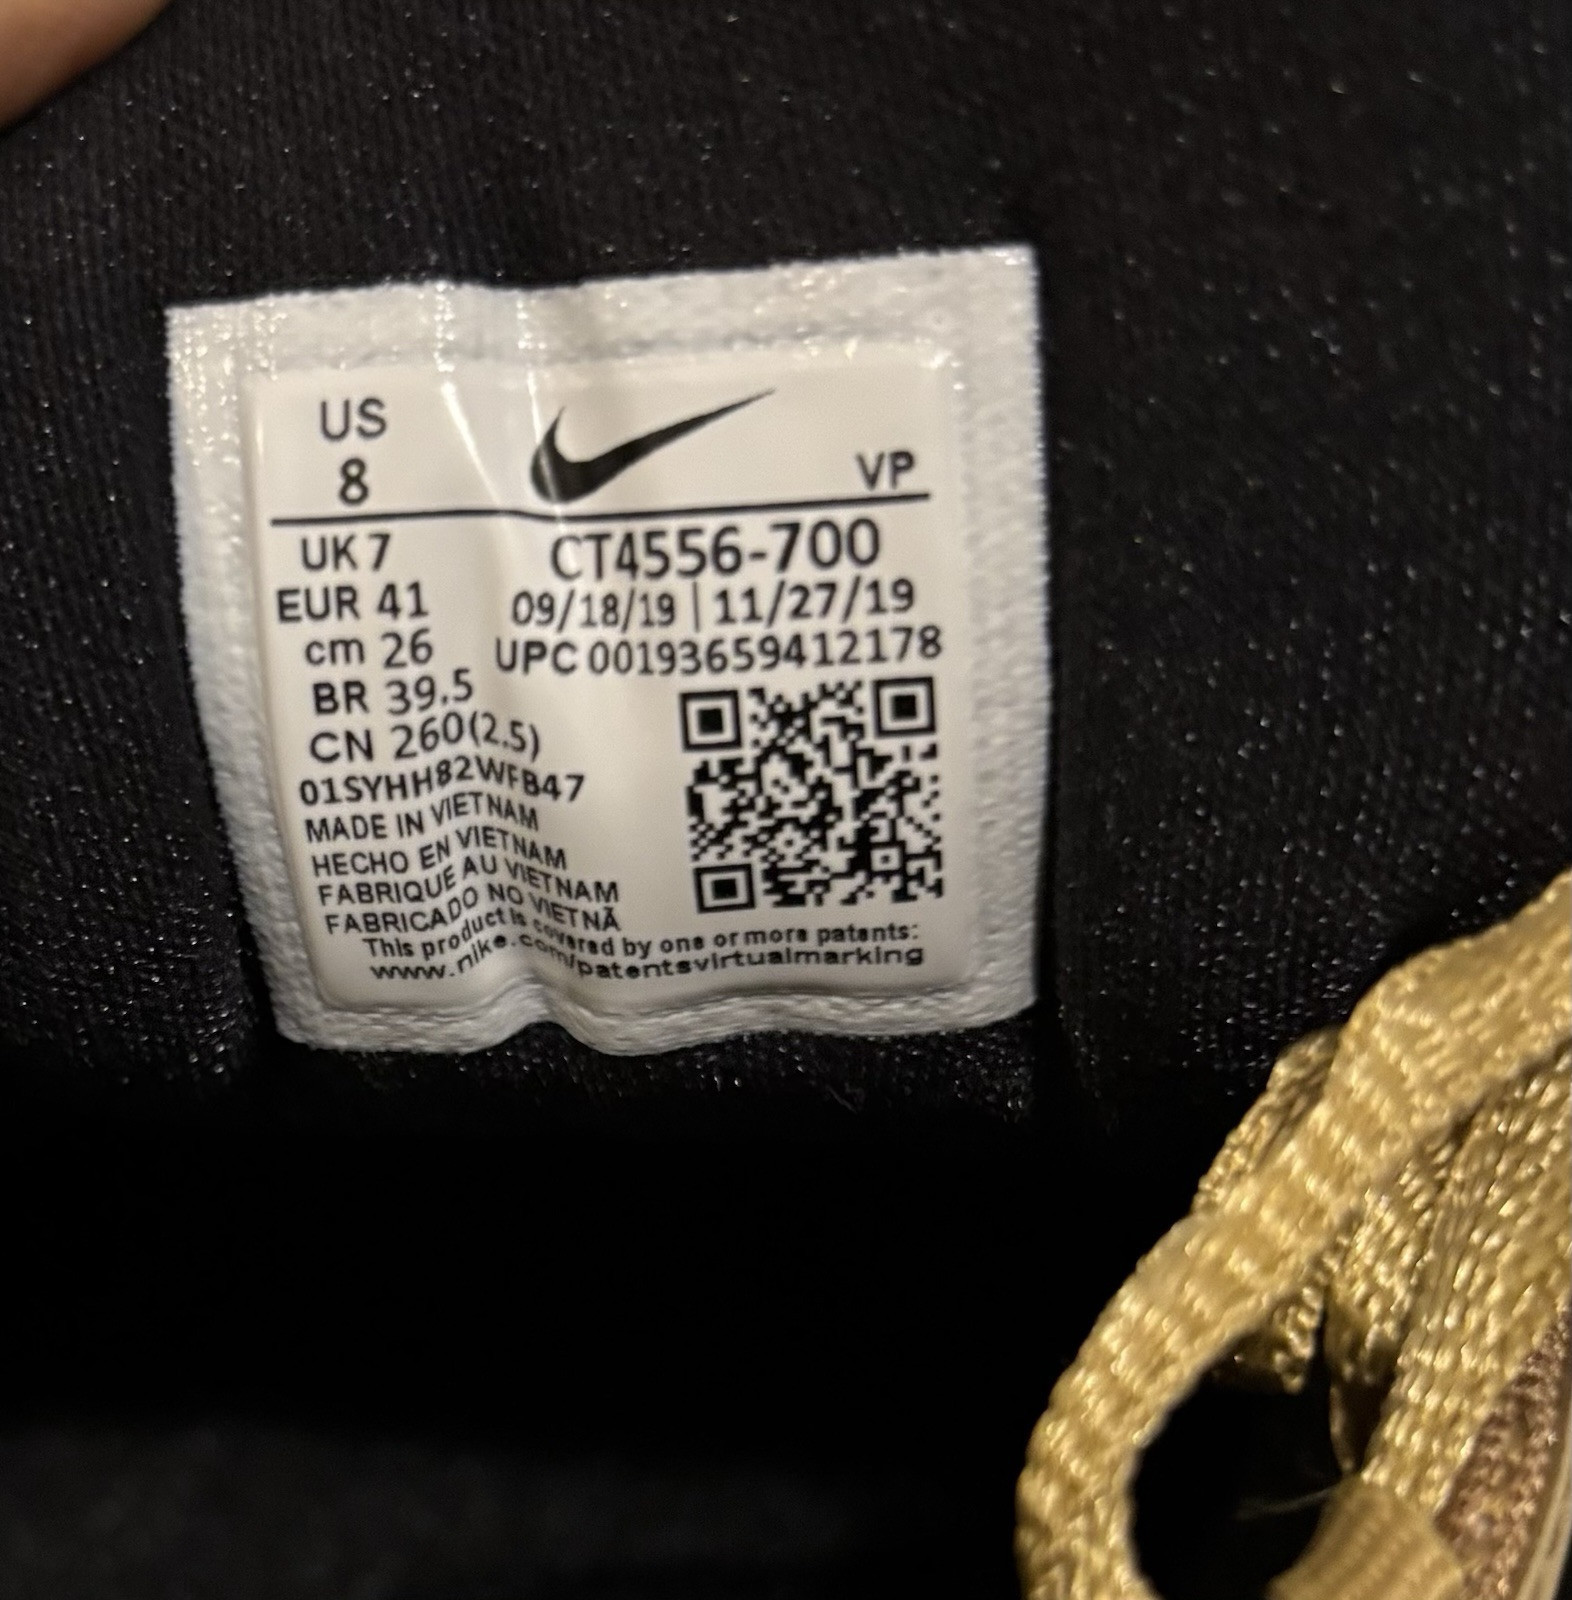 US
8
VP
UK 7
CT4556-700
EUR 41
09/18/19 | 11/27/19
cm 26
UPC 00193659412178
BR 39.5
CN 260(2.5)
01SYHH82WFB47
MADE IN VIETNAM
HECHO EN VIETNAM
FABRIQUE AU VIETNAM
FABRICADO NO VIETNÃ
This product is covered by one or more patents:
www.nike.com/patentsvirtualmarking